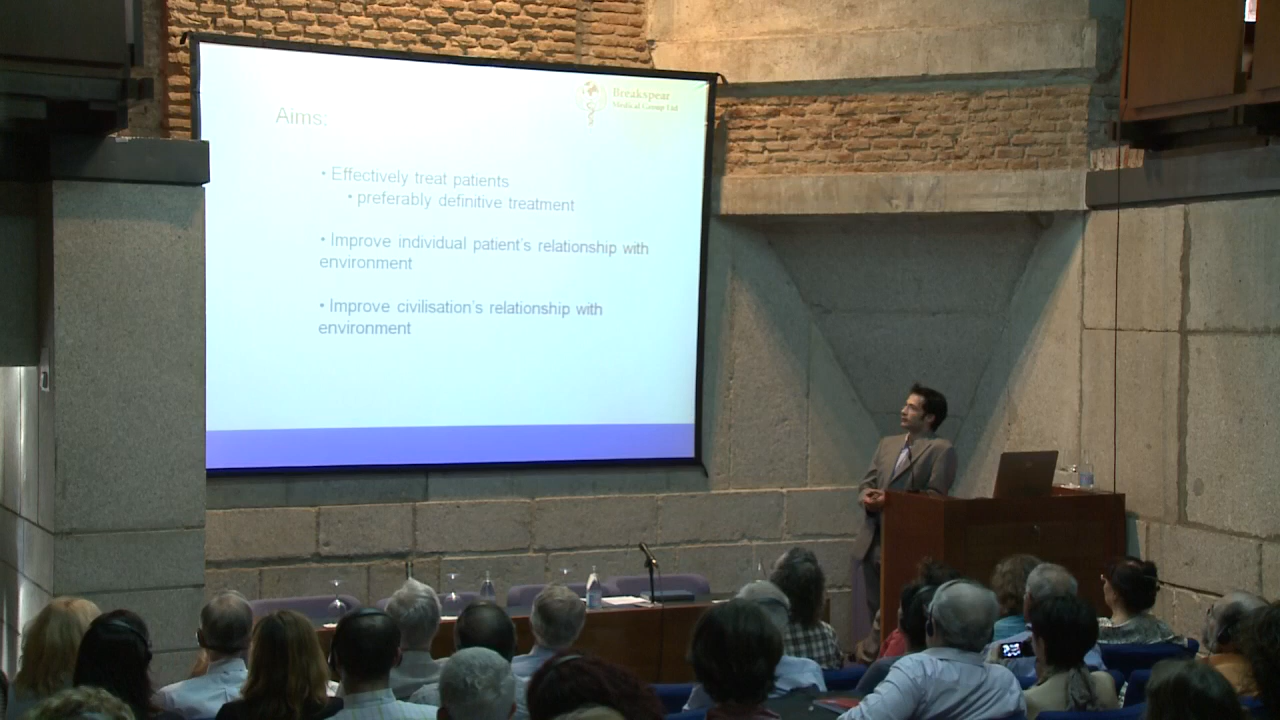 Breakspear
Medical Group Ltd
Aims:
• Effectively treat patients
• preferably definitive treatment
• Improve individual patient's relationship with
environment
• Improve civilisation's relationship with
environment